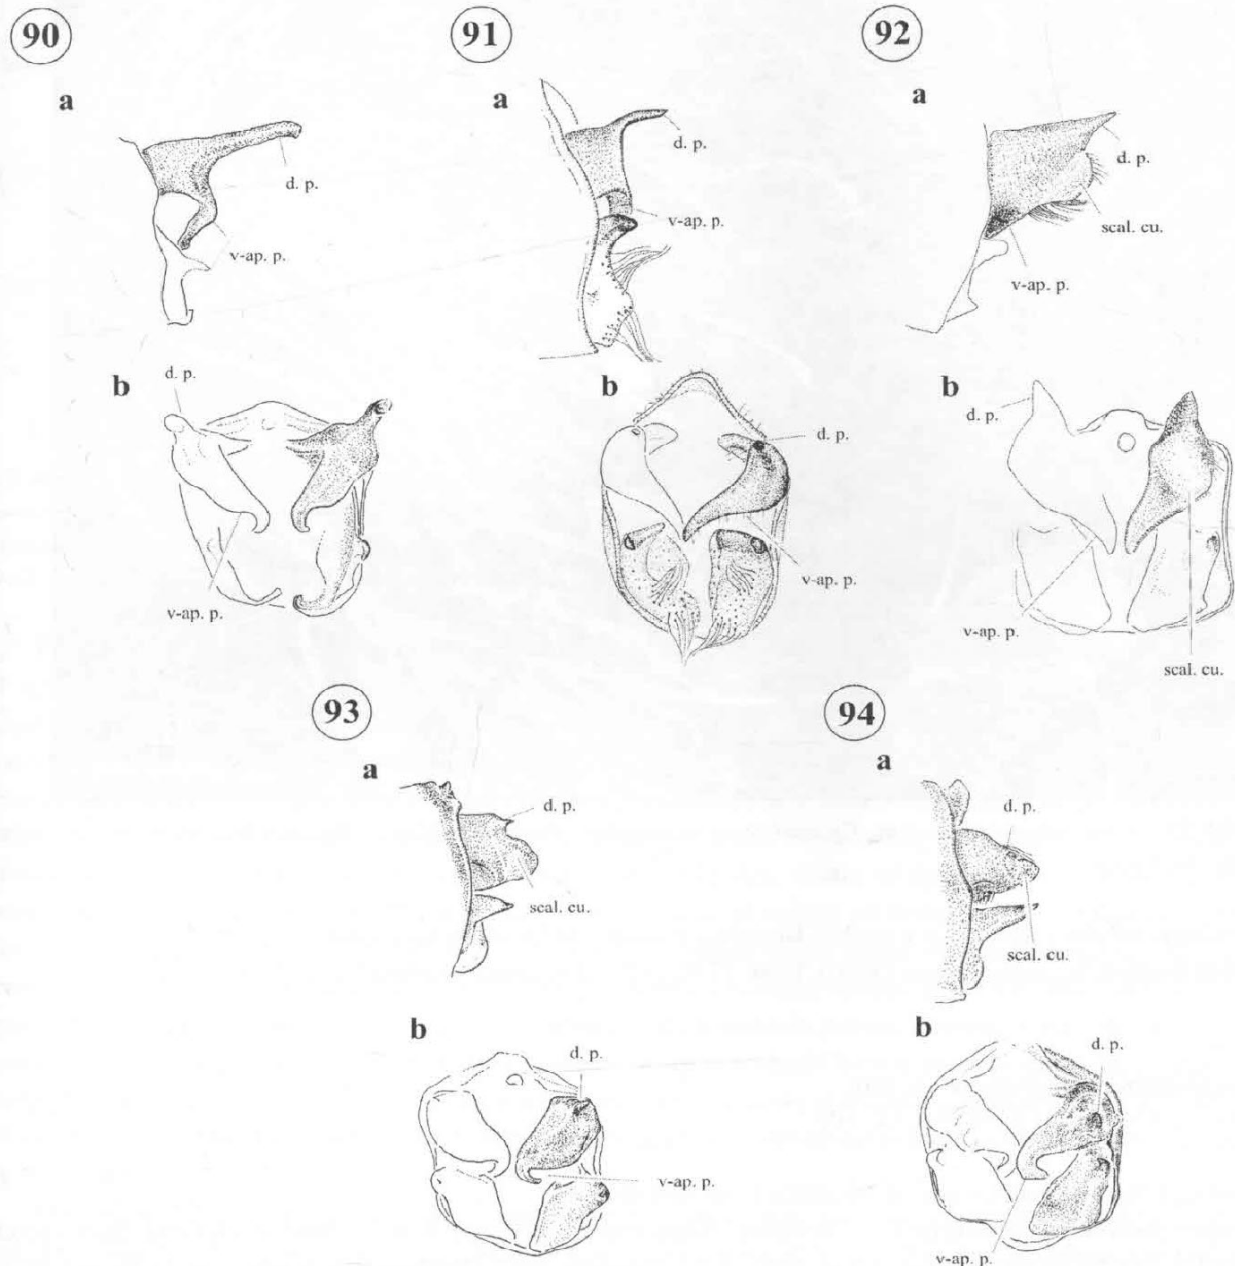 90
a
d. p.
v-ap. p.
b
d. p.
v-ap. p.
91
a
d. p.
v-ap. p.
b
d. p.
v-ap. p.
92
a
d. p.
scal. cu.
v-ap. p.
b
d. p.
v-ap. p.
scal. cu.
93
a
d. p.
scal. cu.
b
d. p.
v-ap. p.
94
a
d. p.
scal. cu.
b
d. p.
v-ap. p.